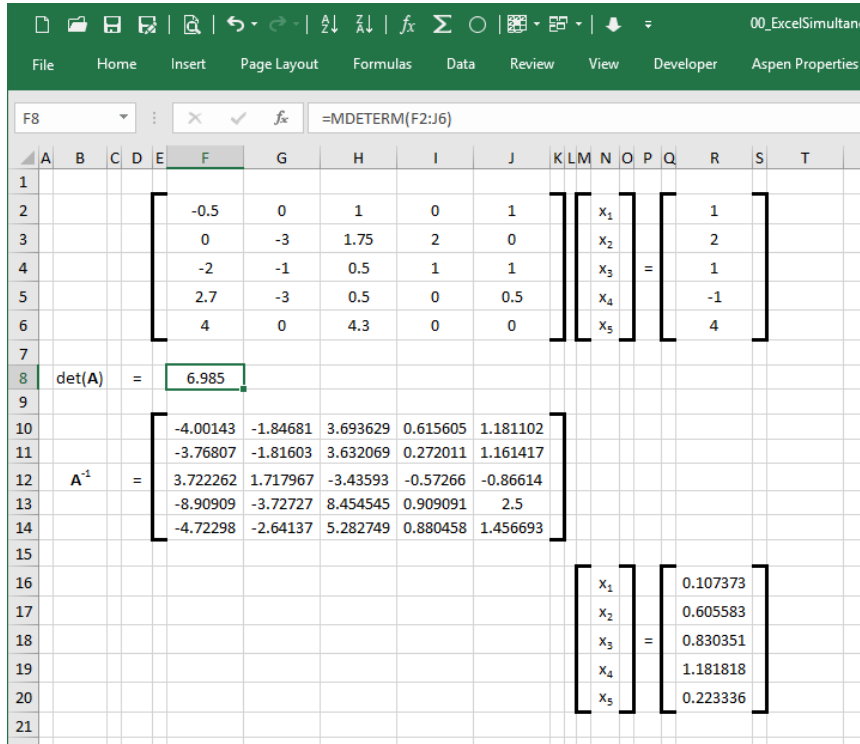 00_ExcelSimultan
File Home Insert Page Layout Formulas Data Review View Developer Aspen Properties
F8 fx =MDETERM(F2:J6)
A B C D E F G H I J K L M N O P Q R S T
1
2 -0.5 0 1 0 1 x₁ 1
3 0 -3 1.75 2 0 x₂ 2
4 -2 -1 0.5 1 1 x₃ = 1
5 2.7 -3 0.5 0 0.5 x₄ -1
6 4 0 4.3 0 0 x₅ 4
7
8 det(A) = 6.985
9
10 -4.00143 -1.84681 3.693629 0.615605 1.181102
11 -3.76807 -1.81603 3.632069 0.272011 1.161417
12 A⁻¹ = 3.722262 1.717967 -3.43593 -0.57266 -0.86614
13 -8.90909 -3.72727 8.454545 0.909091 2.5
14 -4.72298 -2.64137 5.282749 0.880458 1.456693
15
16 x₁ 0.107373
17 x₂ 0.605583
18 x₃ = 0.830351
19 x₄ 1.181818
20 x₅ 0.223336
21